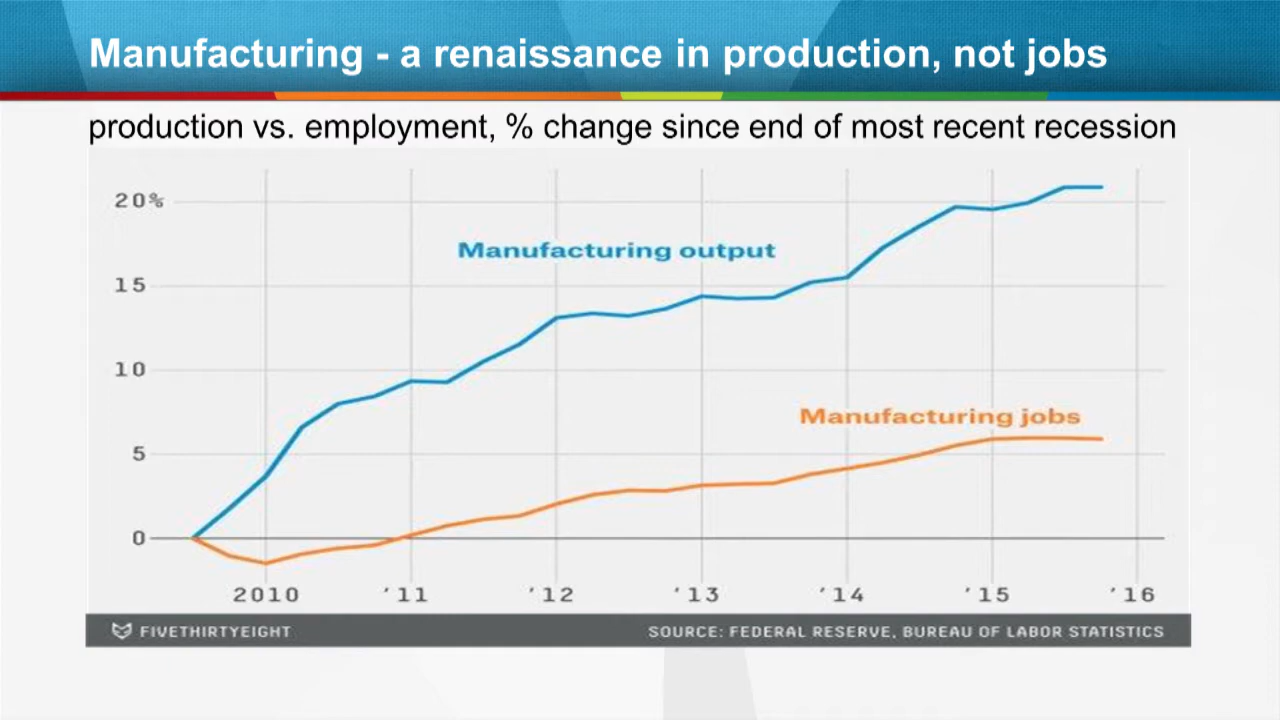 Manufacturing - a renaissance in production, not jobs
production vs. employment, % change since end of most recent recession
20%
Manufacturing output
15
10
Manufacturing jobs
5
0
2010 ’11 ’12 ’13 ’14 ’15 ’16
FIVETHIRTYEIGHT SOURCE: FEDERAL RESERVE, BUREAU OF LABOR STATISTICS